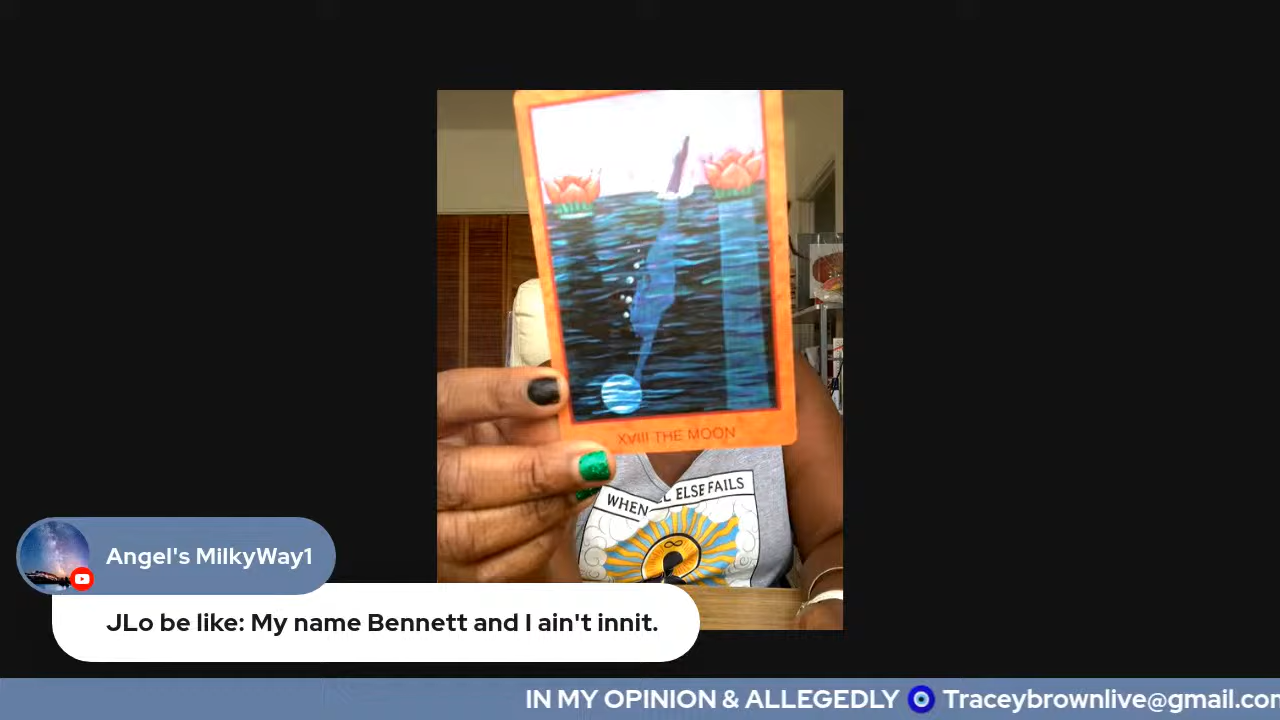 XVIII THE MOON
WHEN ELSE FAILS
Angel's MilkyWay1
JLo be like: My name Bennett and I ain't innit.
IN MY OPINION & ALLEGEDLY Traceybrownlive@gmail.co